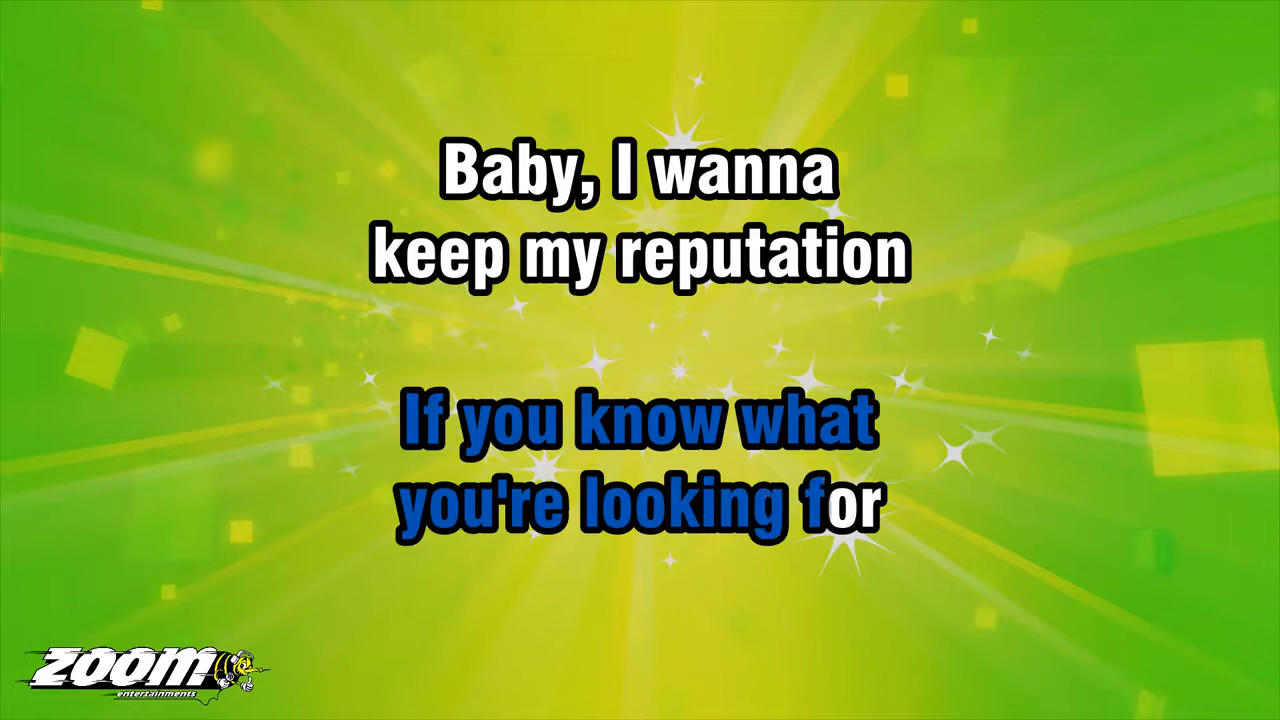 Baby, I wanna
keep my reputation
If you know what
you're looking for
zoom
entertainments